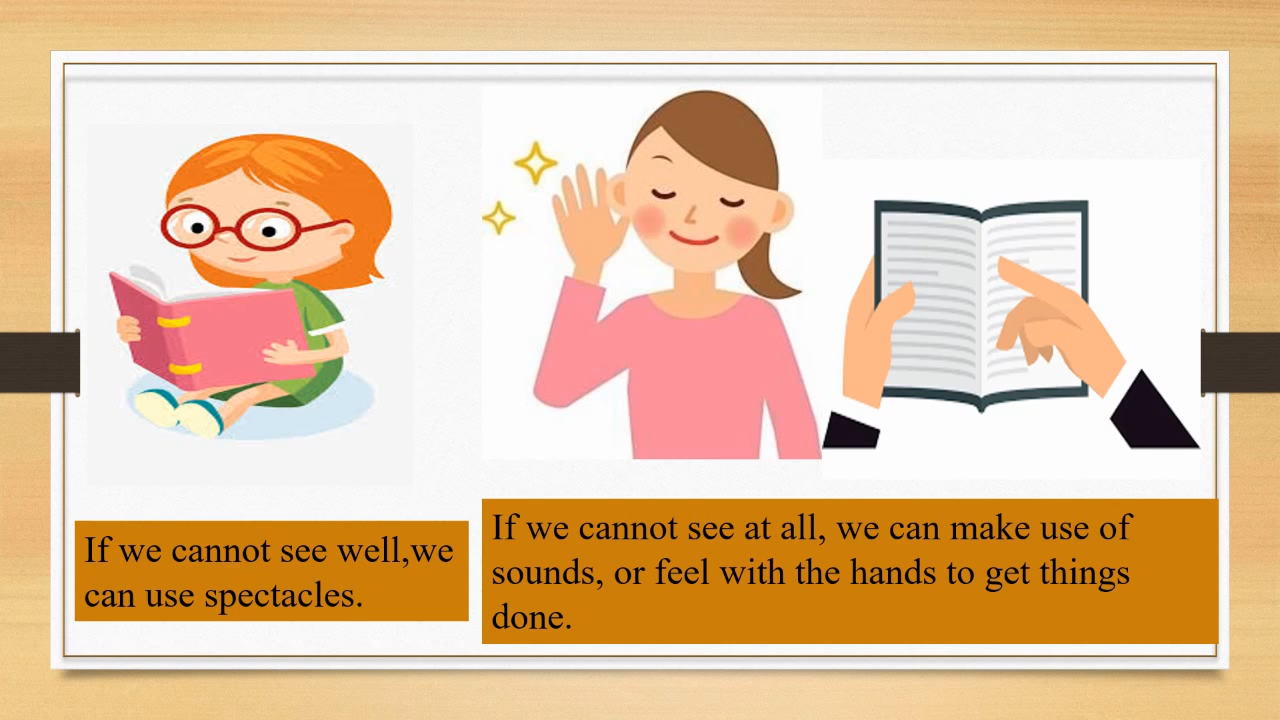 If we cannot see well,we
can use spectacles.
If we cannot see at all, we can make use of
sounds, or feel with the hands to get things
done.